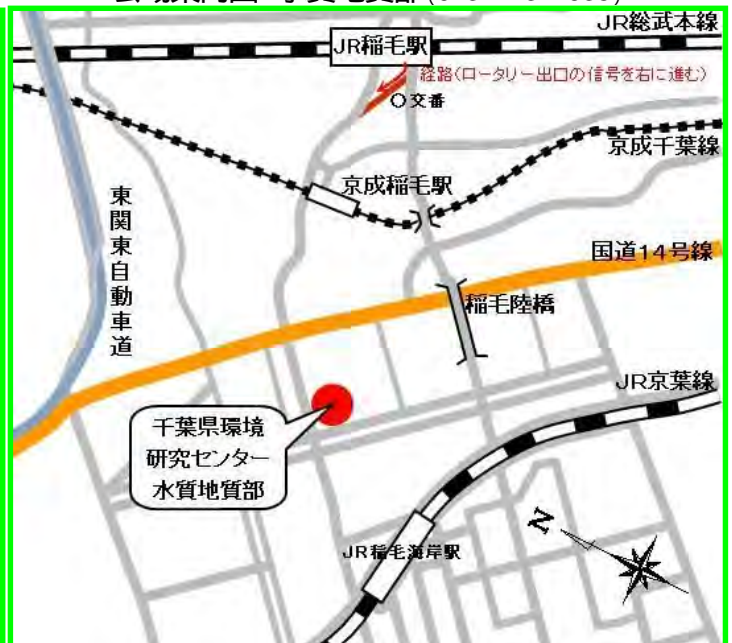 JR総武本線
JR稲毛駅
経路(ロータリー出口の信号を右に進む)
交番
京成千葉線
京成稲毛駅
東関東自動車道
国道14号線
稲毛陸橋
JR京葉線
千葉県環境
研究センター
水質地質部
JR稲毛海岸駅
N